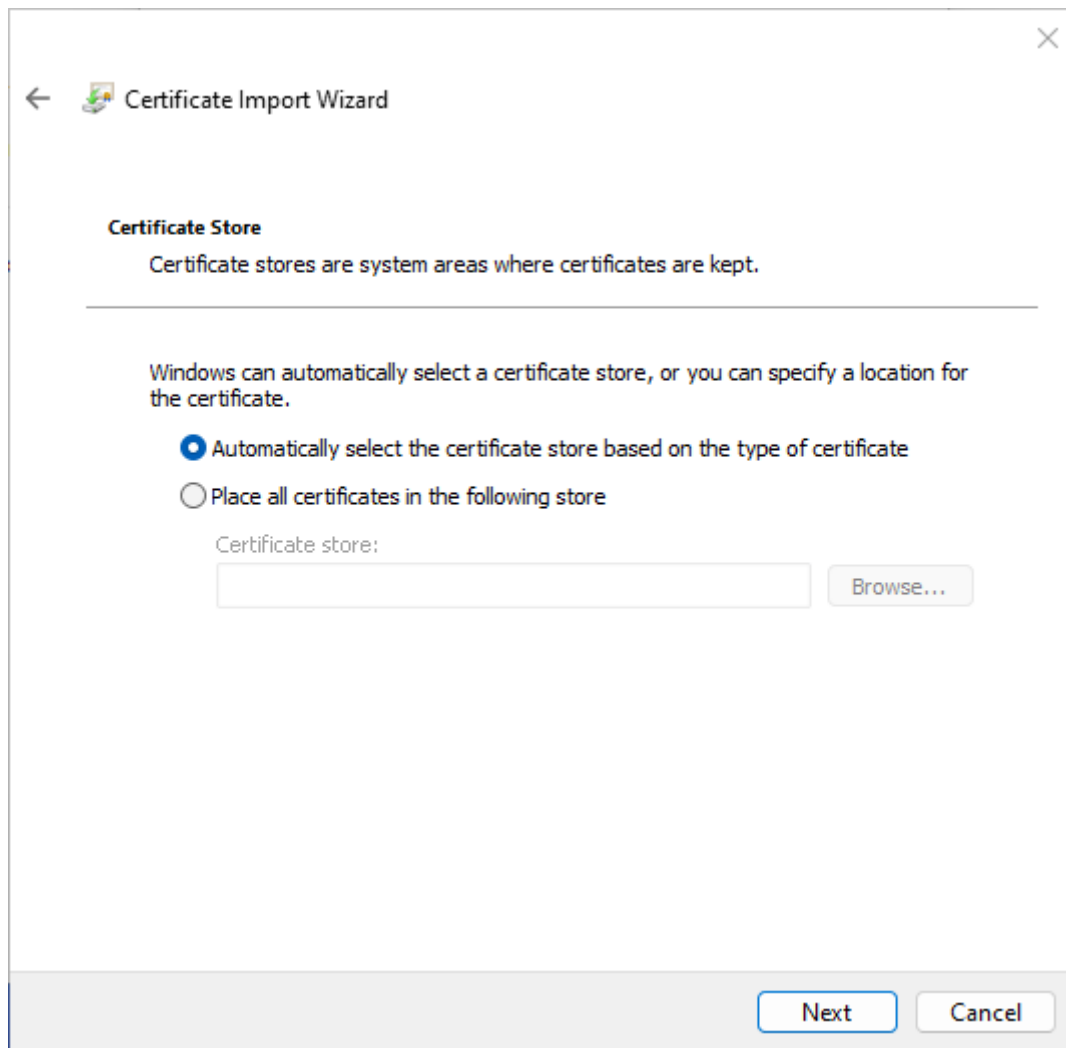 Certificate Import Wizard
Certificate Store
Certificate stores are system areas where certificates are kept.
Windows can automatically select a certificate store, or you can specify a location for
the certificate.
Automatically select the certificate store based on the type of certificate
Place all certificates in the following store
Certificate store:
Browse...
Next
Cancel